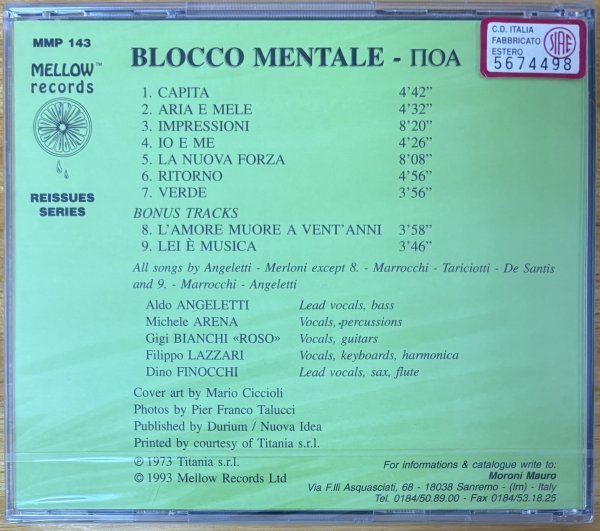 MMP 143
MELLOW™
records
REISSUES
SERIES
C.D. ITALIA
FABBRICATO
ESTERO
SIAE
5674498
BLOCCO MENTALE - ΠΟΑ
1. CAPITA 4'42”
2. ARIA E MELE 4'32”
3. IMPRESSIONI 8'20”
4. IO E ME 4'26”
5. LA NUOVA FORZA 8'08”
6. RITORNO 4'56”
7. VERDE 3'56”
BONUS TRACKS
8. L'AMORE MUORE A VENT'ANNI 3'58”
9. LEI È MUSICA 3'46”
All songs by Angeletti - Merloni except 8. - Marrocchi - Tariciotti - De Santis
and 9. - Marrocchi - Angeletti
Aldo ANGELETTI Lead vocals, bass
Michele ARENA Vocals, percussions
Gigi BIANCHI «ROSO» Vocals, guitars
Filippo LAZZARI Vocals, keyboards, harmonica
Dino FINOCCHI Lead vocals, sax, flute
Cover art by Mario Ciccioli
Photos by Pier Franco Talucci
Published by Durium / Nuova Idea
Printed by courtesy of Titania s.r.l.
℗ 1973 Titania s.r.l.
© 1993 Mellow Records Ltd
For informations & catalogue write to:
Moroni Mauro
Via F.lli Asquasciati, 68 - 18038 Sanremo - (Im) - Italy
Tel. 0184/50.89.00 - Fax 0184/53.18.25